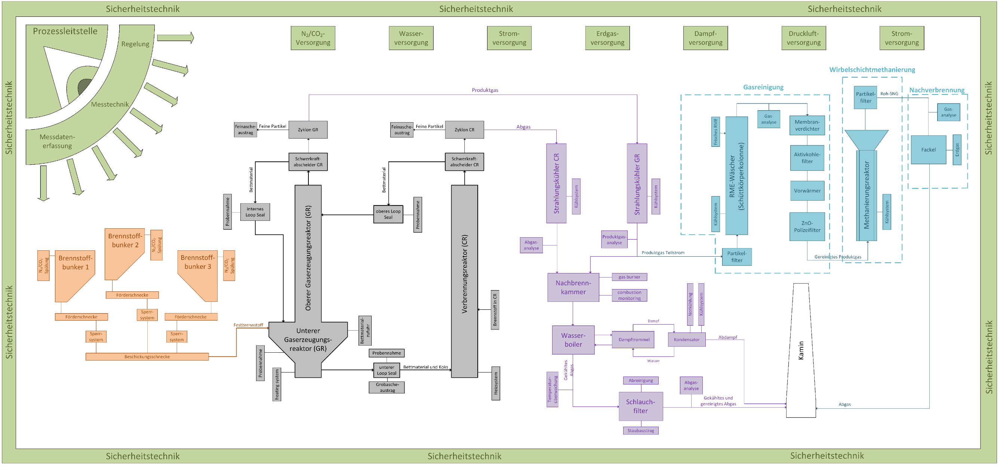 Sicherheitstechnik
Sicherheitstechnik
Sicherheitstechnik
Prozessleitstelle
Regelung
Messtechnik
Messdaten-
erfassung
N₂/CO₂-
Versorgung
Wasser-
versorgung
Strom-
versorgung
Erdgas-
versorgung
Dampf-
versorgung
Druckluft-
versorgung
Strom-
versorgung
Sicherheitstechnik
Sicherheitstechnik
Brennstoff-
bunker 1
N₂/CO₂
Spülung
Brennstoff-
bunker 2
N₂/CO₂
Spülung
Brennstoff-
bunker 3
N₂/CO₂
Spülung
Förderschnecke
Förderschnecke
Förderschnecke
Sperr-
system
Sperr-
system
Sperr-
system
Beschickungsschnecke
Festbrennstoff
Produktgas
Feinasche-
austrag
Feine Partikel
Zyklon GR
Schwerkraft-
abscheider GR
Bettmaterial
Probennahme
internes
Loop Seal
Oberer Gaserzeugungsreaktor (GR)
Unterer
Gaserzeugungs-
reaktor (GR)
Bettmaterial-
zufuhr
Probennahme
heating system
Feinasche-
austrag
Feine Partikel
Zyklon CR
Abgas
Schwerkraft-
abscheider CR
Bettmaterial
oberes Loop
Seal
Probennahme
Verbrennungsreaktor (CR)
Brennstoff in CR
Probennahme
unterer
Loop Seal
Bettmaterial und Koks
Grobasche-
austrag
Heizsystem
Strahlungskühler CR
Kühlsystem
Strahlungskühler GR
Kühlsystem
Abgas-
analyse
Produktgas-
analyse
Produktgas Teilstrom
Nachbrenn-
kammer
gas burner
combustion
monitoring
Wasser-
boiler
Dampftrommel
Dampf
Wasser
Kondensator
Notkühlung
Kühlsystem
Abdampf
Gekühltes
Abgas
Temperatur-
überwachung
Abreinigung
Schlauch-
filter
Staubaustrag
Abgas-
analyse
Gekühltes und
gereinigtes Abgas
Kamin
Abgas
Gasreinigung
Frisches RME
Kühlsystem
RME-Wäscher
(Schüttkörperkolonne)
Partikel-
filter
Gas-
analyse
Membran-
verdichter
Aktivkohle-
filter
Vorwärmer
ZnO-
Polizeifilter
Gereinigtes Produktgas
Wirbelschichtmethanierung
Partikel-
filter
Roh-SNG
Methanierungsreaktor
Kühlsystem
Nachverbrennung
Gas-
analyse
Fackel
Erdgas
Sicherheitstechnik
Sicherheitstechnik
Sicherheitstechnik
Sicherheitstechnik
Sicherheitstechnik